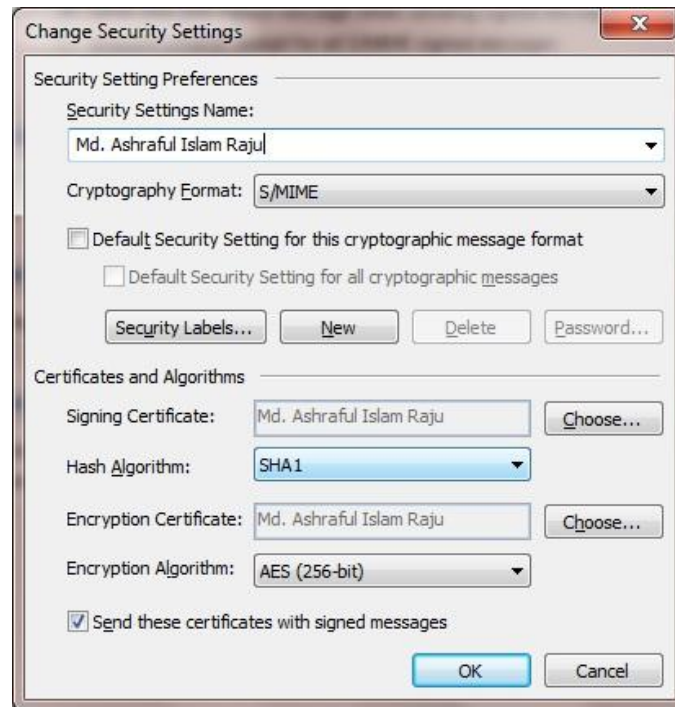 Change Security Settings
Security Setting Preferences
Security Settings Name:
Md. Ashraful Islam Raju
Cryptography Format: S/MIME
Default Security Setting for this cryptographic message format
Default Security Setting for all cryptographic messages
Security Labels... New Delete Password...
Certificates and Algorithms
Signing Certificate: Md. Ashraful Islam Raju Choose...
Hash Algorithm: SHA1
Encryption Certificate: Md. Ashraful Islam Raju Choose...
Encryption Algorithm: AES (256-bit)
Send these certificates with signed messages
OK Cancel